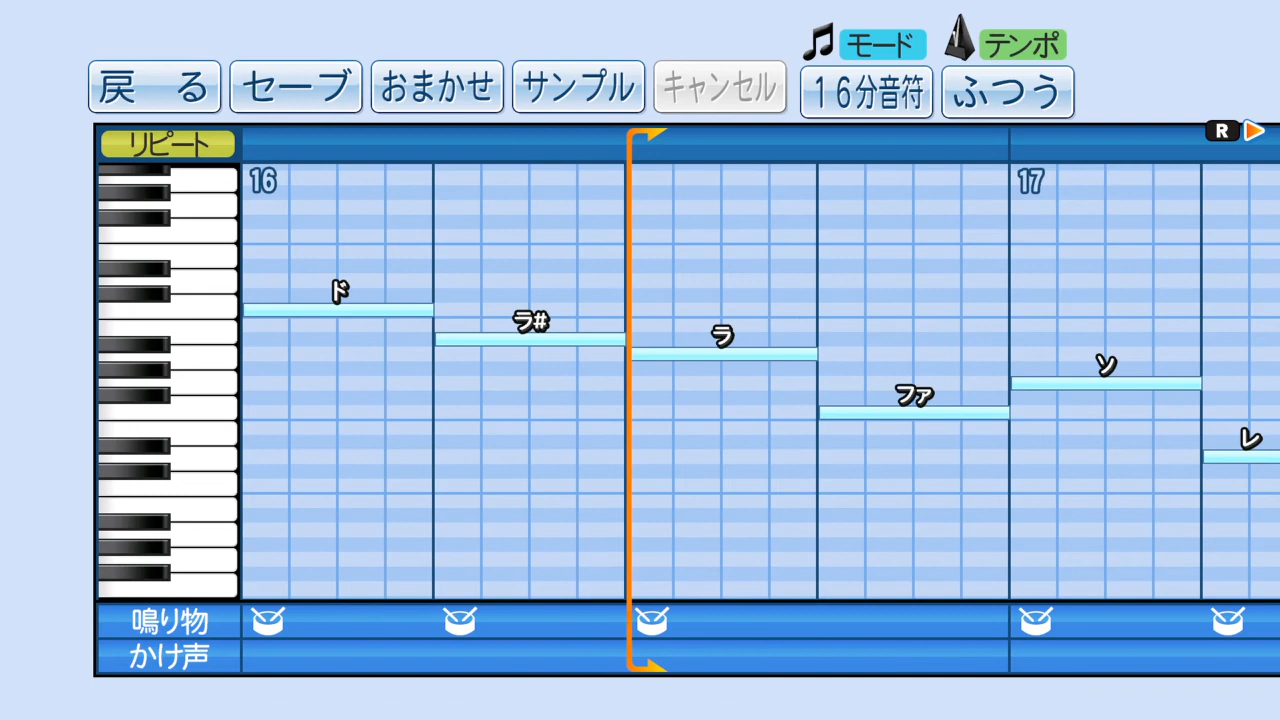 モード テンポ
戻 る セーブ おまかせ サンプル キャンセル 16分音符 ふつう
リピート R
16 17
ド
ラ#
ラ
ソ
ファ
レ
鳴り物
かけ声